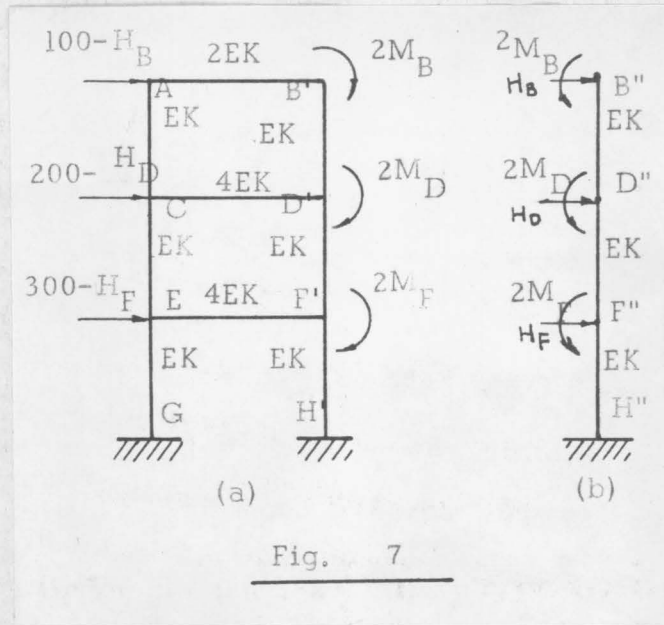 100-H_B 2EK 2M_B 2M_B
H_B
A B' B"
EK EK EK
200-H_D 4EK 2M_D 2M_D D"
H_D
C D'
EK EK EK
300-H_F E 4EK F' 2M_F 2M_F F"
H_F
EK EK EK
G H' H"
(a) (b)
Fig. 7